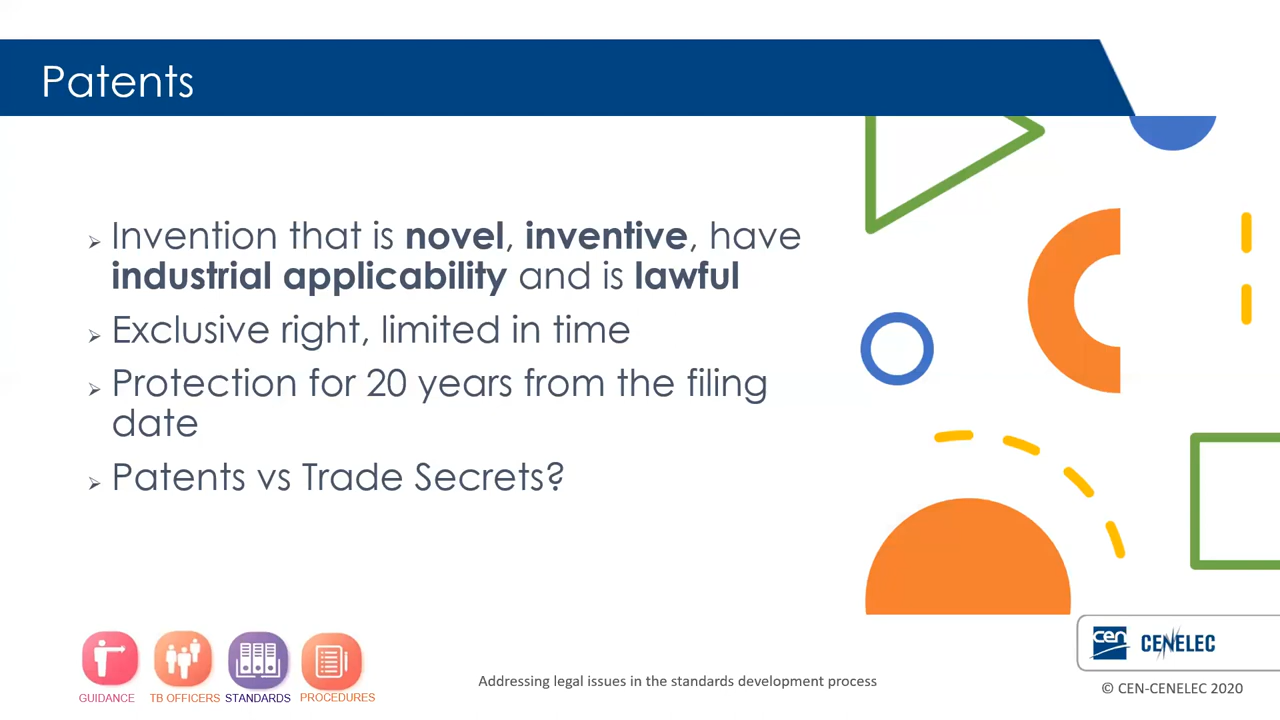 Patents
Invention that is novel, inventive, have
industrial applicability and is lawful
Exclusive right, limited in time
Protection for 20 years from the filing
date
Patents vs Trade Secrets?
GUIDANCE
TB OFFICERS
STANDARDS
PROCEDURES
Addressing legal issues in the standards development process
cen
CENELEC
© CEN-CENELEC 2020